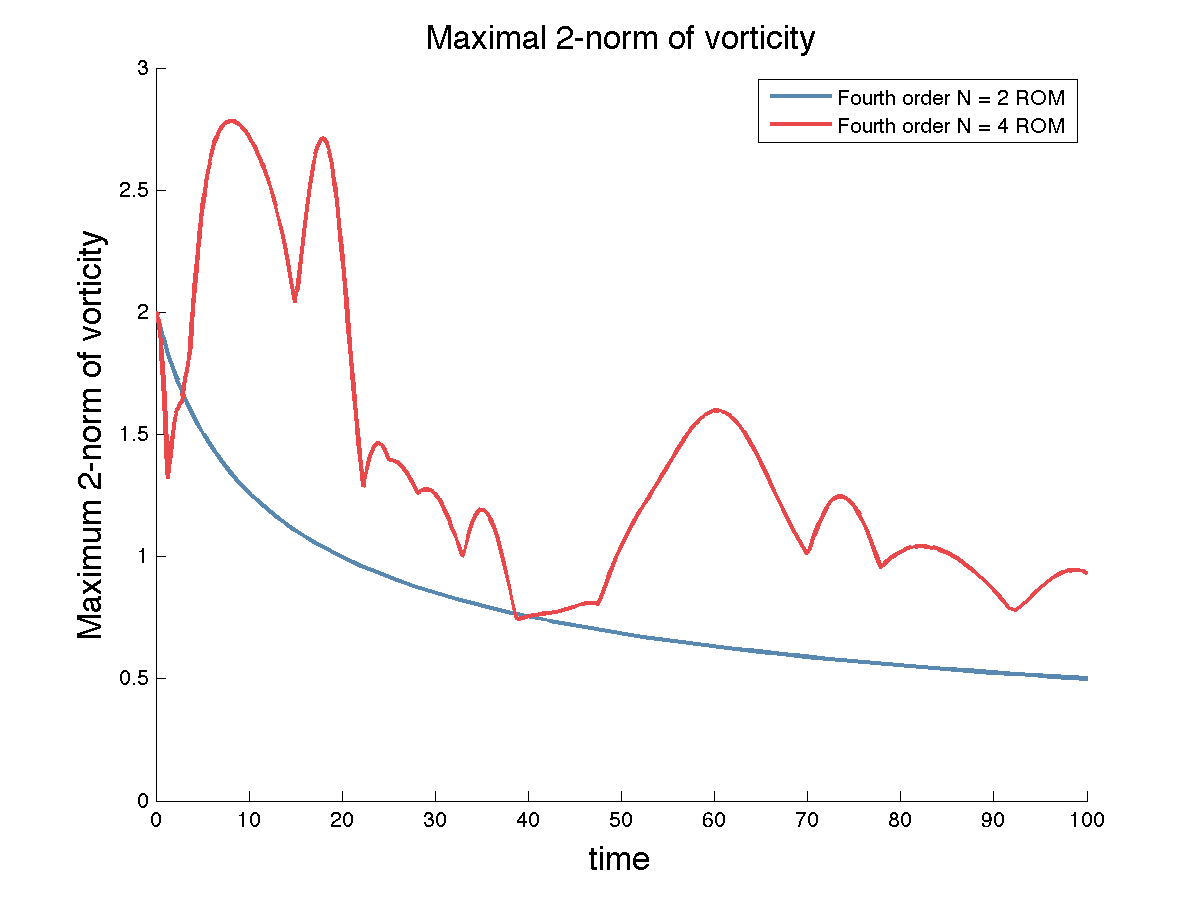 Maximal 2-norm of vorticity
Fourth order N = 2 ROM
Fourth order N = 4 ROM
Maximum 2-norm of vorticity
3
2.5
2
1.5
1
0.5
0
0 10 20 30 40 50 60 70 80 90 100
time